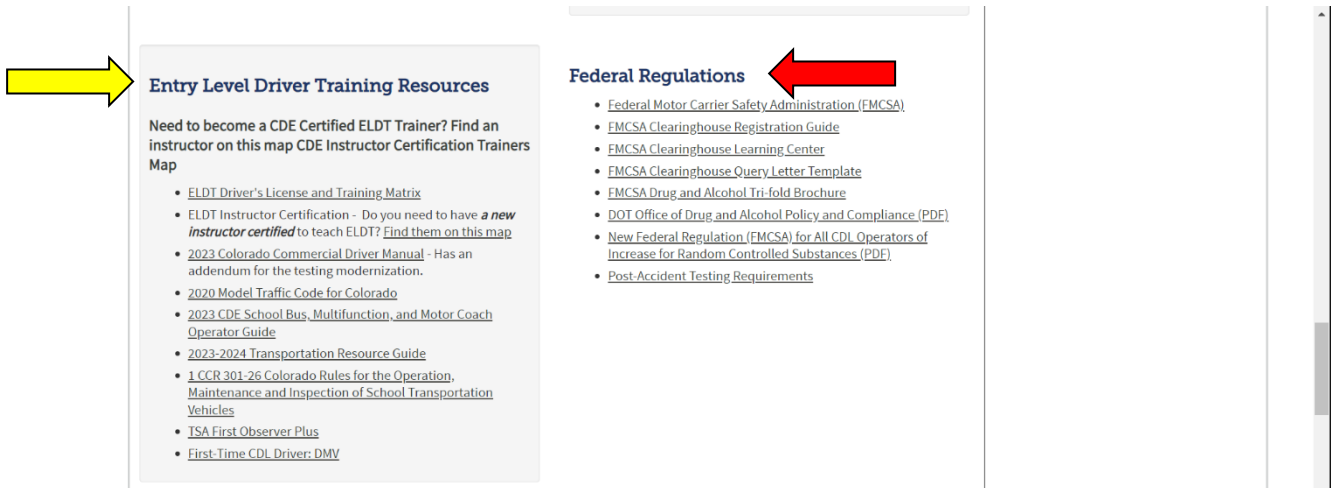 Entry Level Driver Training Resources
Need to become a CDE Certified ELDT Trainer? Find an
instructor on this map CDE Instructor Certification Trainers
Map
• ELDT Driver's License and Training Matrix
• ELDT Instructor Certification - Do you need to have a new
instructor certified to teach ELDT? Find them on this map
• 2023 Colorado Commercial Driver Manual - Has an
addendum for the testing modernization.
• 2020 Model Traffic Code for Colorado
• 2023 CDE School Bus, Multifunction, and Motor Coach
Operator Guide
• 2023-2024 Transportation Resource Guide
• 1 CCR 301-26 Colorado Rules for the Operation,
Maintenance and Inspection of School Transportation
Vehicles
• TSA First Observer Plus
• First-Time CDL Driver: DMV
Federal Regulations
• Federal Motor Carrier Safety Administration (FMCSA)
• FMCSA Clearinghouse Registration Guide
• FMCSA Clearinghouse Learning Center
• FMCSA Clearinghouse Query Letter Template
• FMCSA Drug and Alcohol Tri-fold Brochure
• DOT Office of Drug and Alcohol Policy and Compliance (PDF)
• New Federal Regulation (FMCSA) for All CDL Operators of
Increase for Random Controlled Substances (PDF)
• Post-Accident Testing Requirements